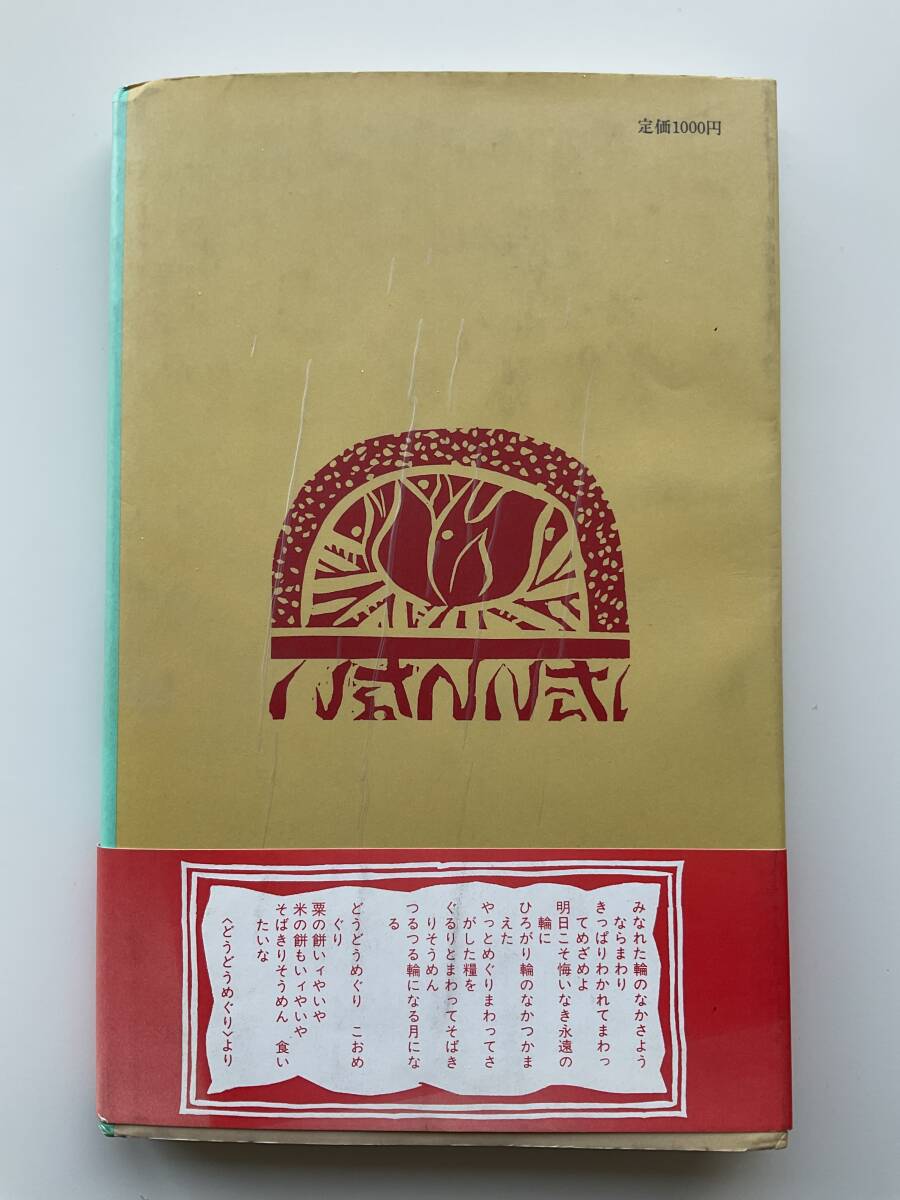 定価1000円
みなれた輪のなかさよう
ならまわり
きっぱりわかれてまわっ
てめざめよ
明日こそ悔いなき永遠の
輪に
ひろがり輪のなかつかま
えた
やっとめぐりまわってさ
がした糧を
ぐるりとまわってそばき
りそうめん
つるつる輪になる月にな
る
どうどうめぐり　こおめ
ぐり
粟の餅いィやいや
米の餅もいィやいや
そばきりそうめん　食い
たいな
〈どうどうめぐり〉より